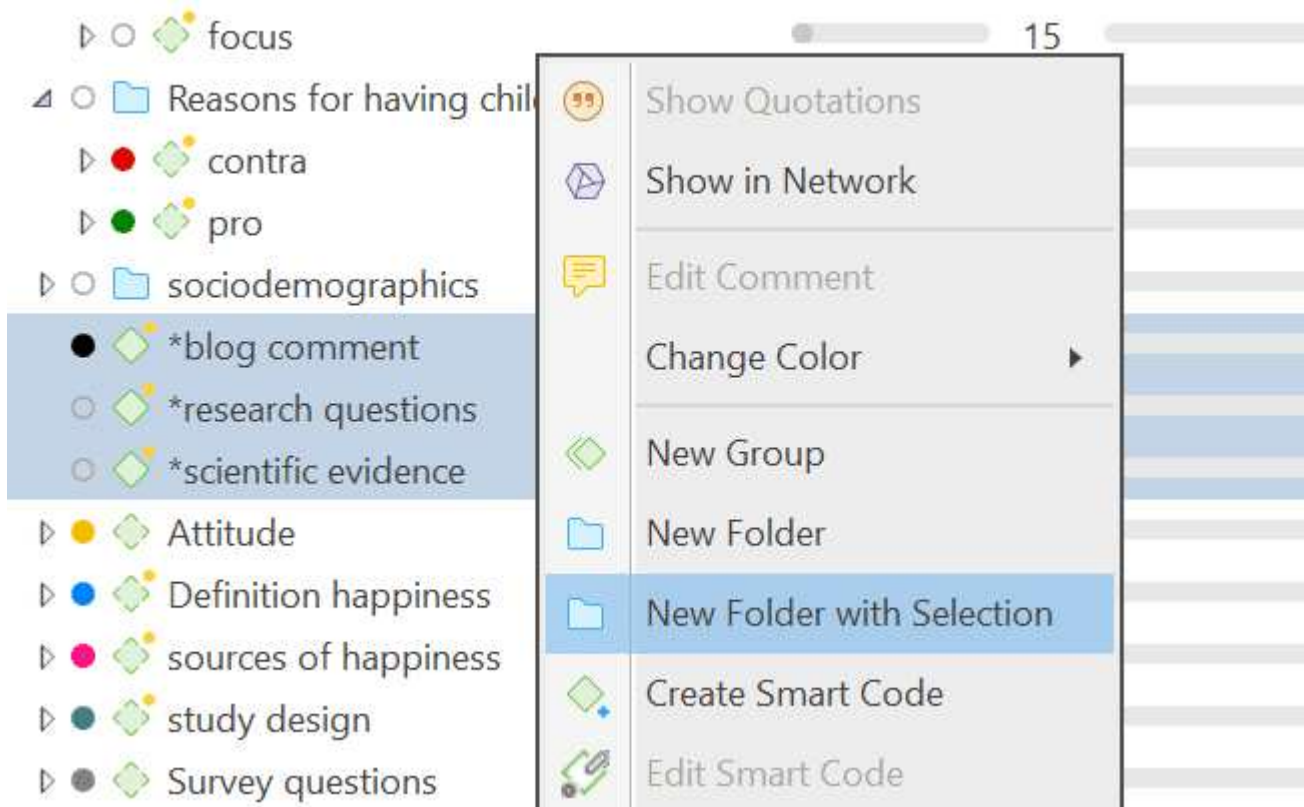 focus
15
Reasons for having chil
contra
pro
sociodemographics
*blog comment
*research questions
*scientific evidence
Attitude
Definition happiness
sources of happiness
study design
Survey questions
Show Quotations
Show in Network
Edit Comment
Change Color
New Group
New Folder
New Folder with Selection
Create Smart Code
Edit Smart Code